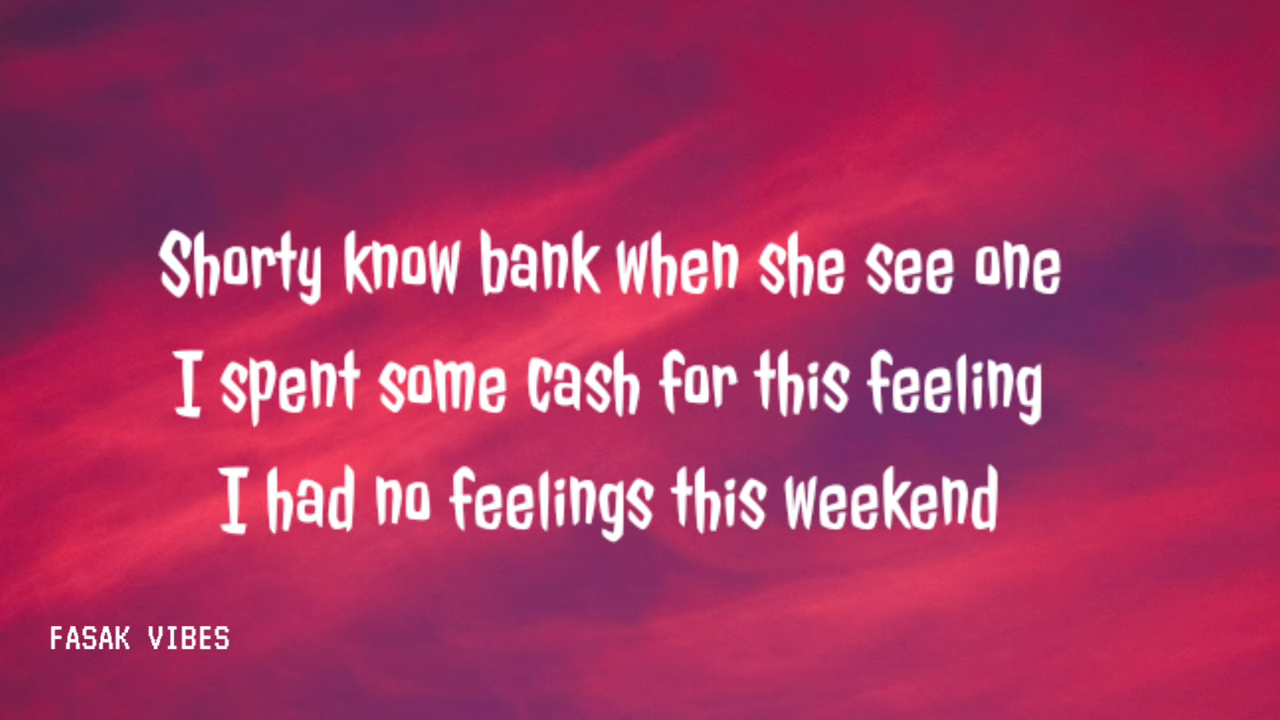 Shorty know bank when she see one
I spent some cash for this feeling
I had no feelings this weekend
FASAK VIBES